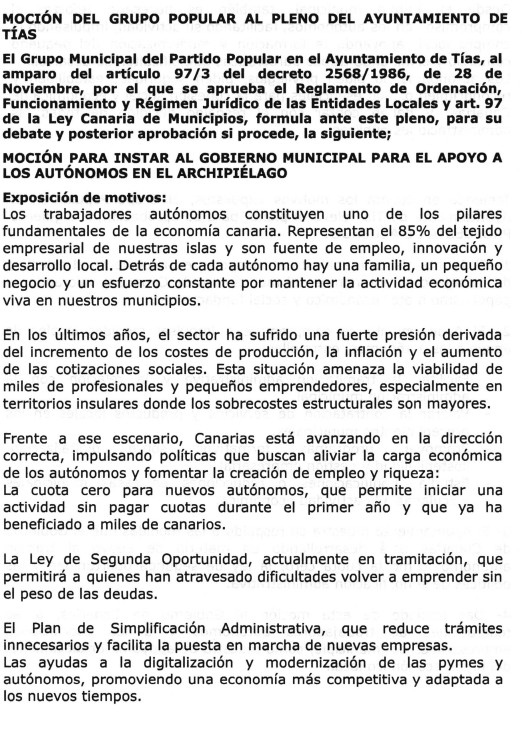 MOCIÓN DEL GRUPO POPULAR AL PLENO DEL AYUNTAMIENTO DE
TÍAS
El Grupo Municipal del Partido Popular en el Ayuntamiento de Tías, al
amparo del artículo 97/3 del decreto 2568/1986, de 28 de
Noviembre, por el que se aprueba el Reglamento de Ordenación,
Funcionamiento y Régimen Jurídico de las Entidades Locales y art. 97
de la Ley Canaria de Municipios, formula ante este pleno, para su
debate y posterior aprobación si procede, la siguiente;
MOCIÓN PARA INSTAR AL GOBIERNO MUNICIPAL PARA EL APOYO A
LOS AUTÓNOMOS EN EL ARCHIPIÉLAGO
Exposición de motivos:
Los trabajadores autónomos constituyen uno de los pilares
fundamentales de la economía canaria. Representan el 85% del tejido
empresarial de nuestras islas y son fuente de empleo, innovación y
desarrollo local. Detrás de cada autónomo hay una familia, un pequeño
negocio y un esfuerzo constante por mantener la actividad económica
viva en nuestros municipios.
En los últimos años, el sector ha sufrido una fuerte presión derivada
del incremento de los costes de producción, la inflación y el aumento
de las cotizaciones sociales. Esta situación amenaza la viabilidad de
miles de profesionales y pequeños emprendedores, especialmente en
territorios insulares donde los sobrecostes estructurales son mayores.
Frente a ese escenario, Canarias está avanzando en la dirección
correcta, impulsando políticas que buscan aliviar la carga económica
de los autónomos y fomentar la creación de empleo y riqueza:
La cuota cero para nuevos autónomos, que permite iniciar una
actividad sin pagar cuotas durante el primer año y que ya ha
beneficiado a miles de canarios.
La Ley de Segunda Oportunidad, actualmente en tramitación, que
permitirá a quienes han atravesado dificultades volver a emprender sin
el peso de las deudas.
El Plan de Simplificación Administrativa, que reduce trámites
innecesarios y facilita la puesta en marcha de nuevas empresas.
Las ayudas a la digitalización y modernización de las pymes y
autónomos, promoviendo una economía más competitiva y adaptada a
los nuevos tiempos.